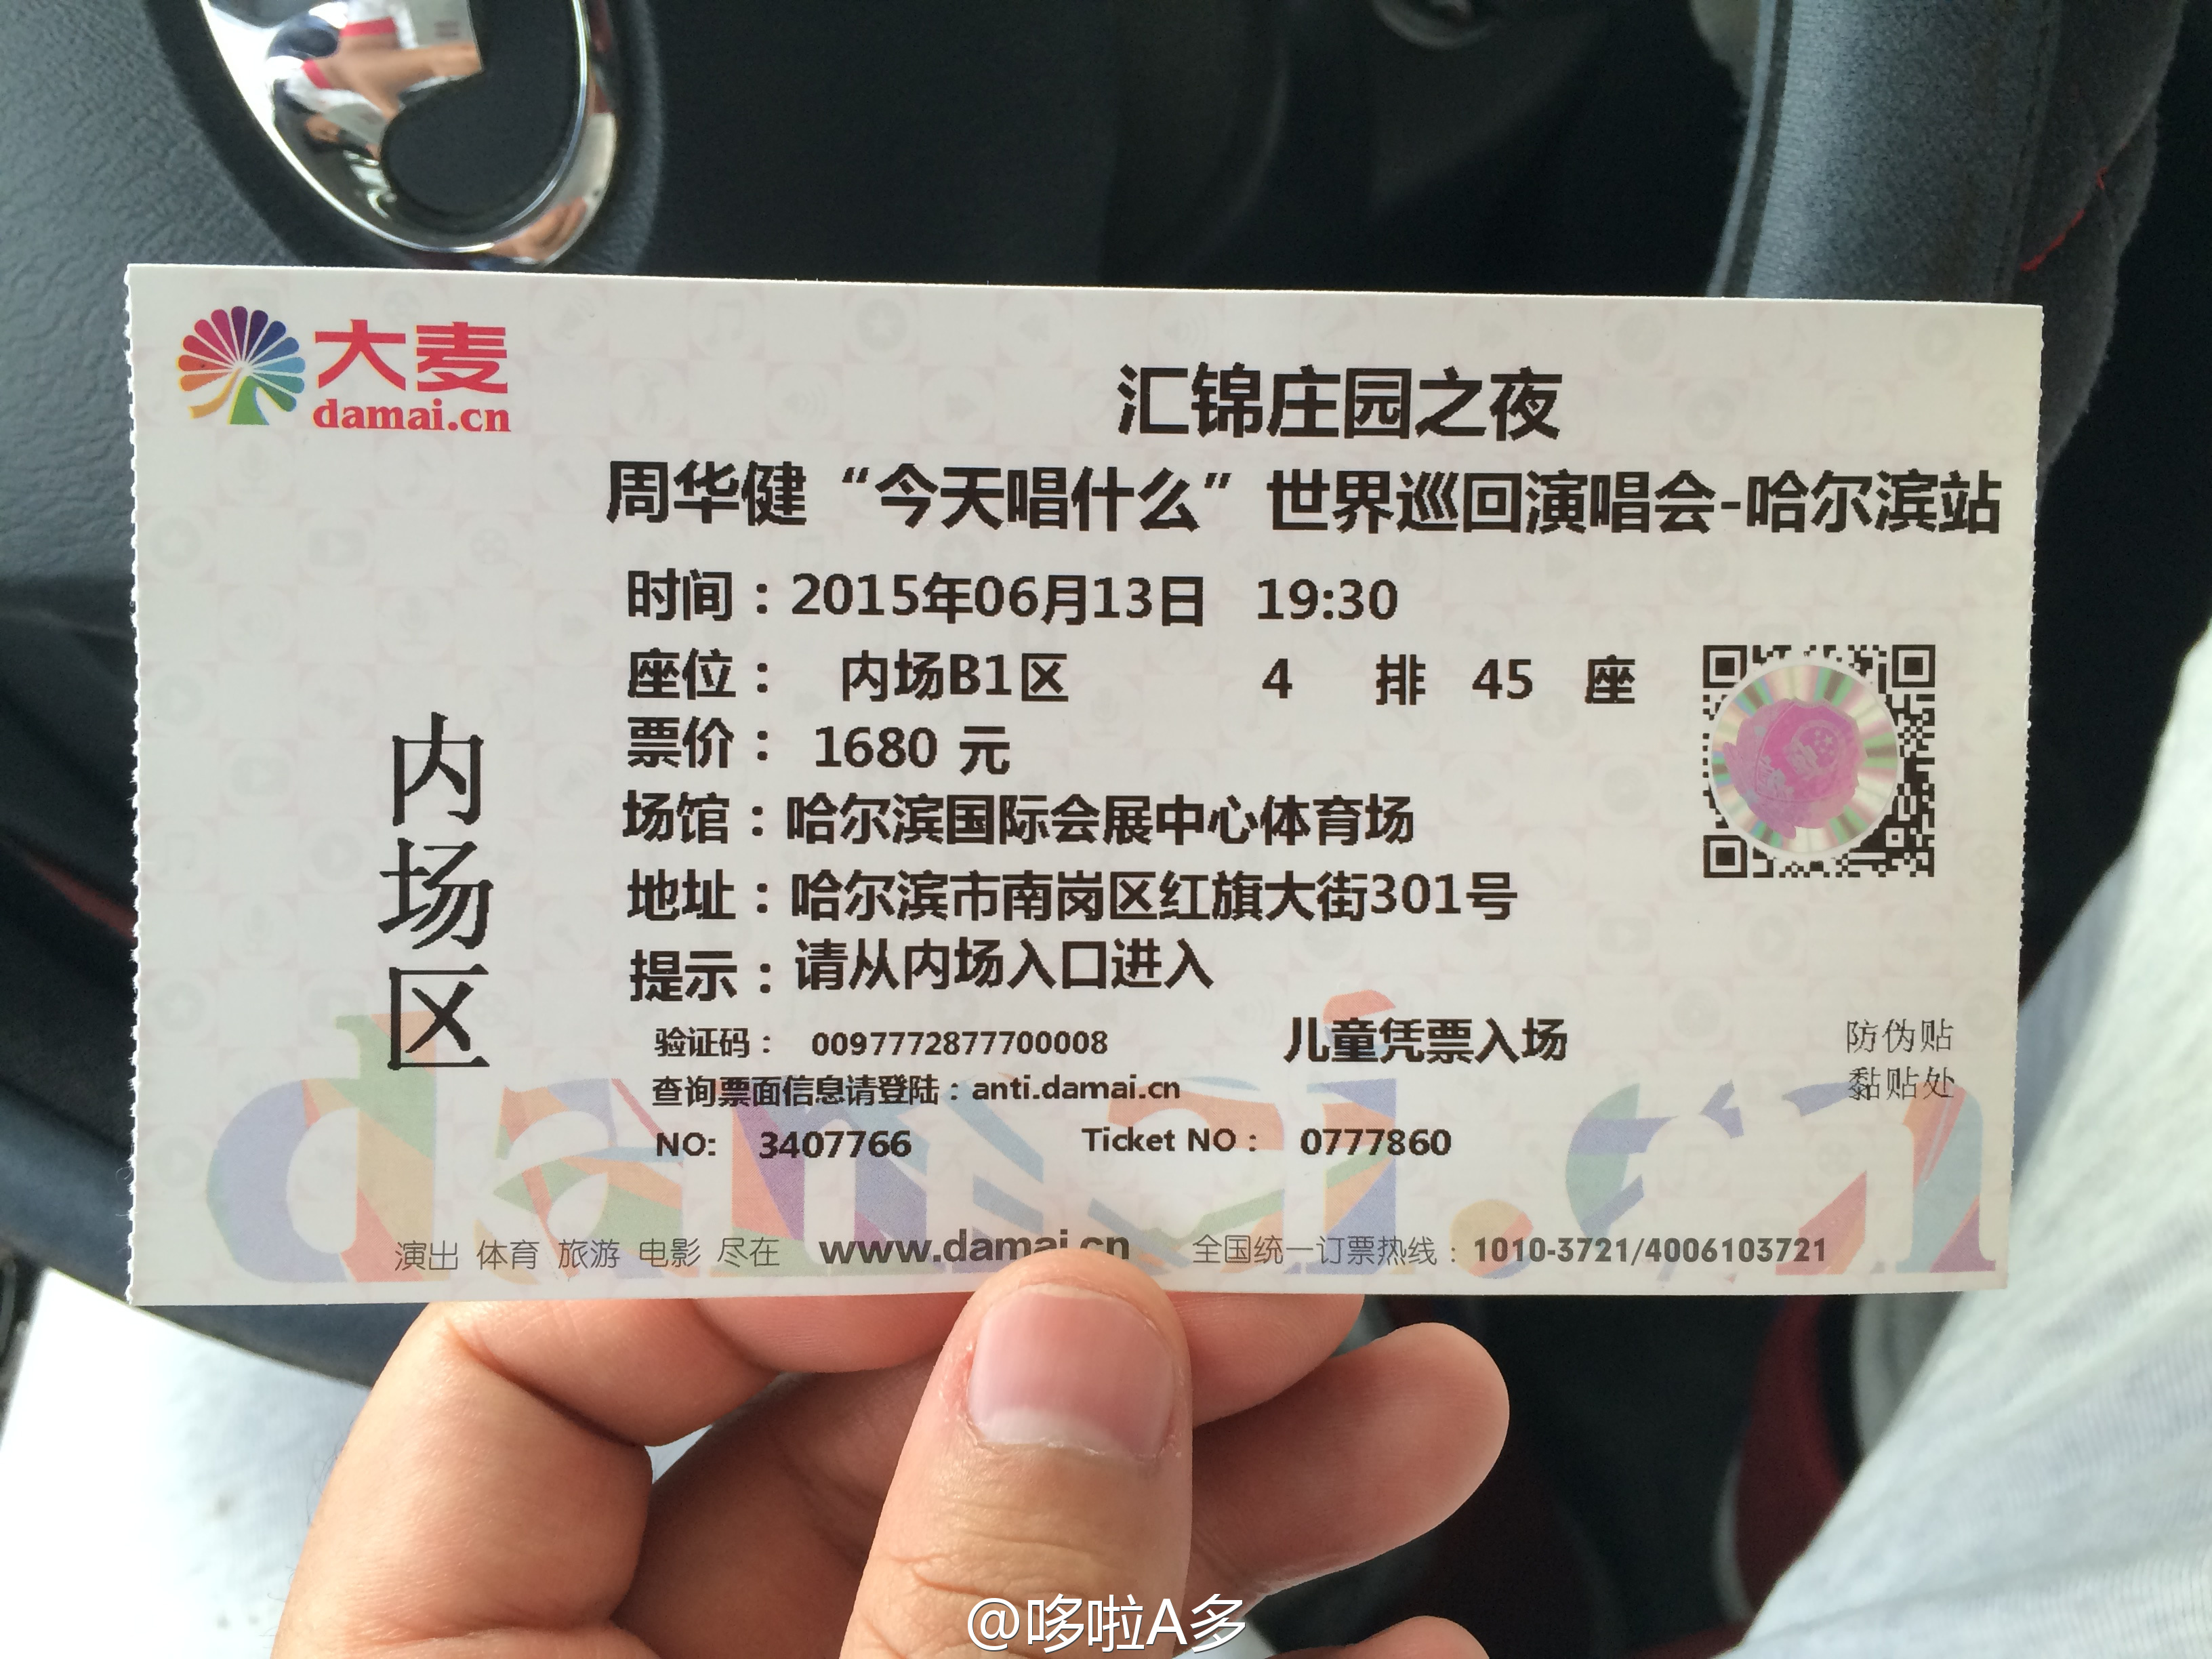 大麦
damai.cn
汇锦庄园之夜
周华健“今天唱什么”世界巡回演唱会-哈尔滨站
时间：2015年06月13日 19:30
座位： 内场B1区 4 排 45 座
票价： 1680 元
场馆：哈尔滨国际会展中心体育场
地址：哈尔滨市南岗区红旗大街301号
提示：请从内场入口进入
内场区
验证码： 0097772877700008
儿童凭票入场
防伪贴
黏贴处
查询票面信息请登陆：anti.damai.cn
NO: 3407766 Ticket NO： 0777860
damai.cn
演出 体育 旅游 电影 尽在 www.damai.cn 全国统一订票热线：1010-3721/4006103721
@哆啦A多